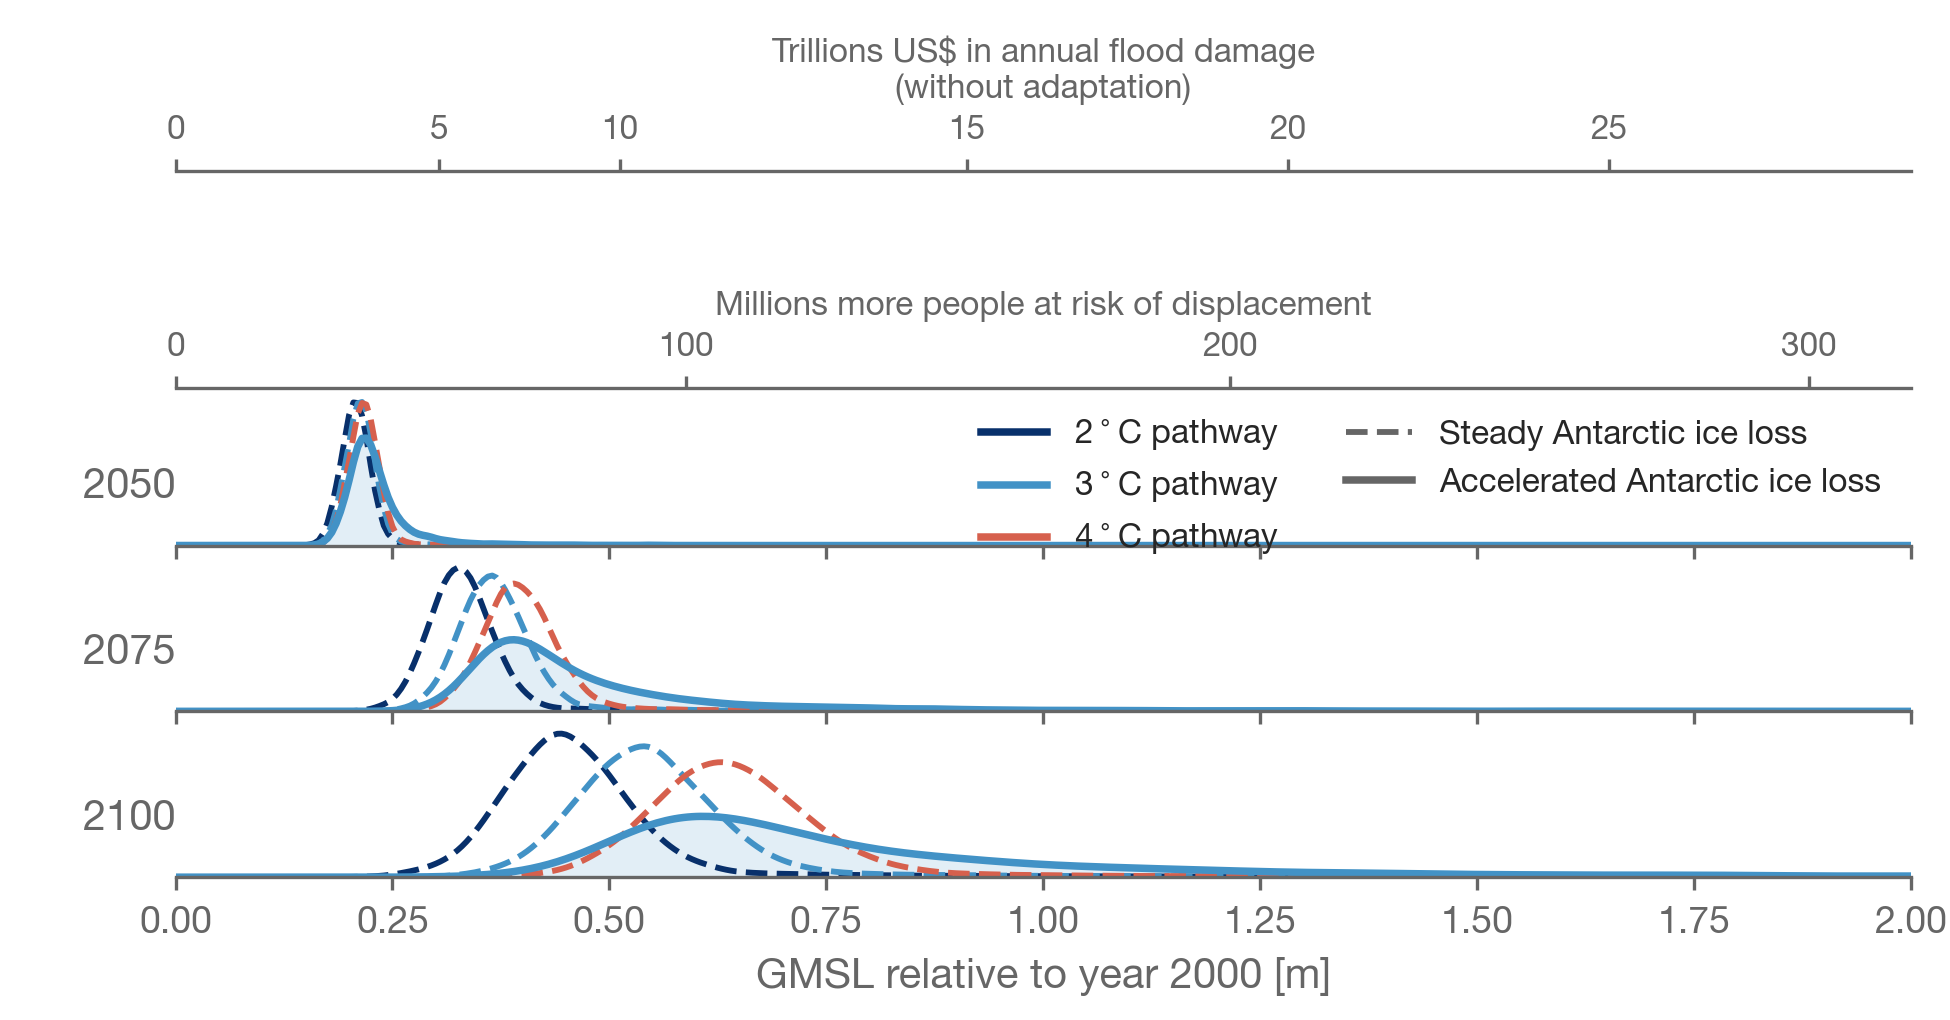 Trillions US$ in annual flood damage
(without adaptation)
0 5 10 15 20 25
Millions more people at risk of displacement
0 100 200 300
2°C pathway
3°C pathway
4°C pathway
Steady Antarctic ice loss
Accelerated Antarctic ice loss
2050
2075
2100
0.00 0.25 0.50 0.75 1.00 1.25 1.50 1.75 2.00
GMSL relative to year 2000 [m]